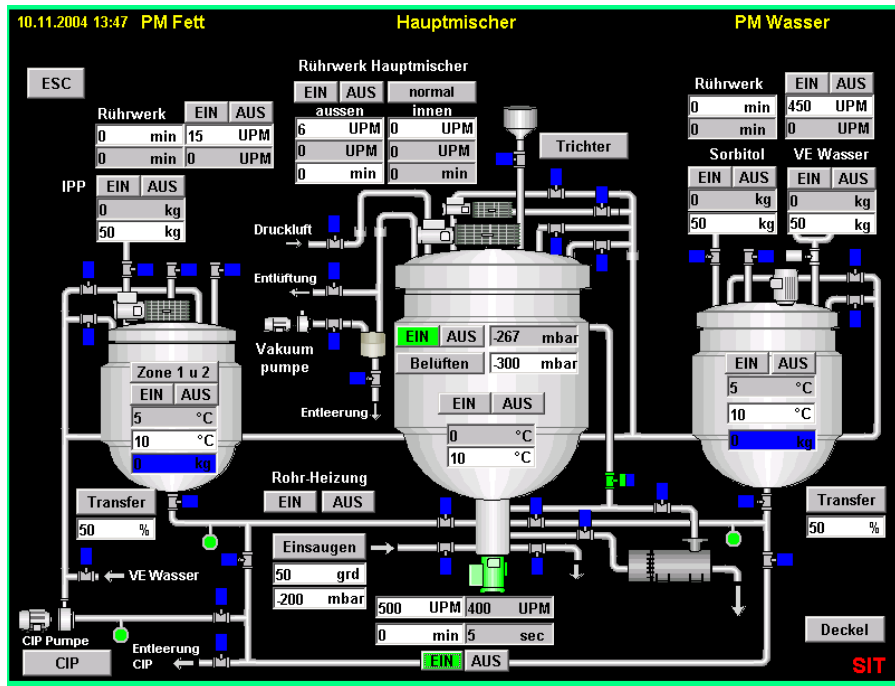 10.11.2004 13:47 PM Fett
Hauptmischer
PM Wasser
ESC
Rührwerk Hauptmischer
EIN AUS normal
aussen innen
6 UPM 0 UPM
0 UPM 0 UPM
0 min 0 min
Trichter
Rührwerk EIN AUS
0 min 15 UPM
0 min 0 UPM
IPP EIN AUS
0 kg
50 kg
Rührwerk EIN AUS
0 min 450 UPM
0 min 0 UPM
Sorbitol VE Wasser
EIN AUS EIN AUS
0 kg 0 kg
50 kg 50 kg
Druckluft
Entlüftung
Vakuum
pumpe
Entleerung
EIN AUS -267 mbar
Belüften -300 mbar
EIN AUS
0 °C
10 °C
Zone 1 u 2
EIN AUS
5 °C
10 °C
0 kg
EIN AUS
5 °C
10 °C
0 kg
Transfer
50 %
Rohr-Heizung
EIN AUS
Transfer
50 %
Einsaugen
50 grd
-200 mbar
VE Wasser
500 UPM 400 UPM
0 min 5 sec
EIN AUS
CIP Pumpe
CIP
Entleerung
CIP
Deckel
SIT